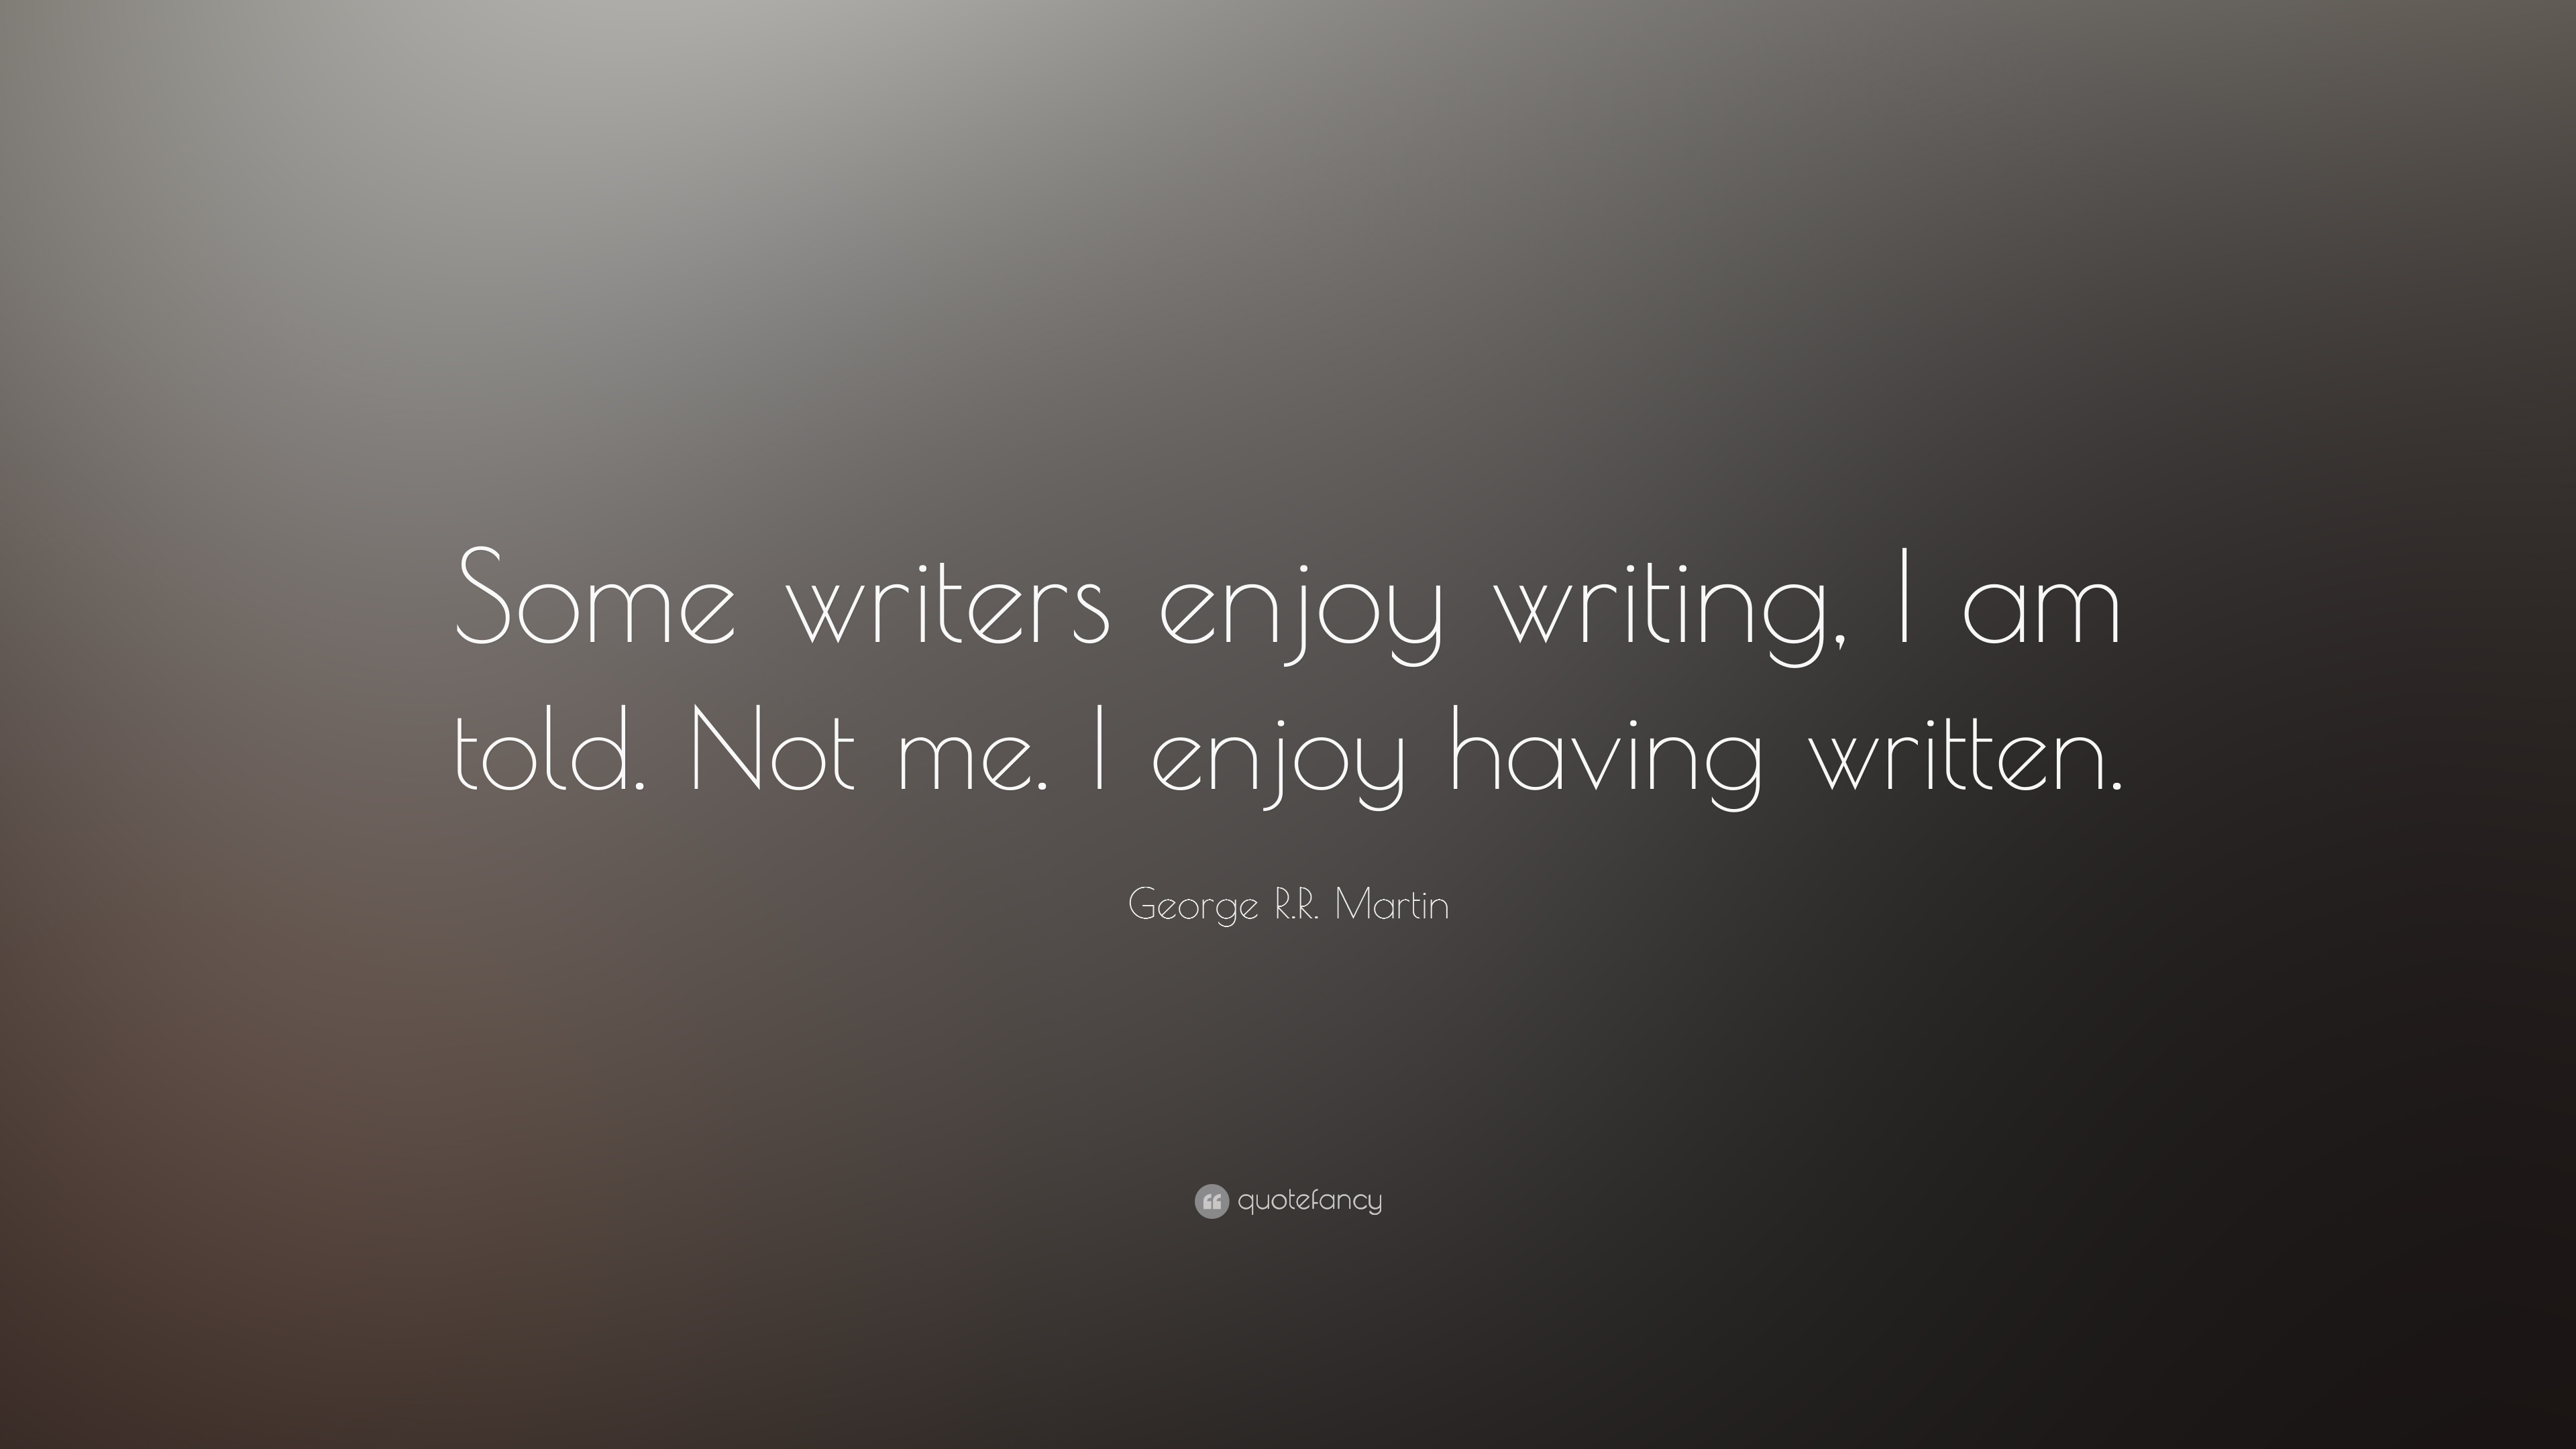 Some writers enjoy writing, I am
told. Not me. I enjoy having written.
George R.R. Martin
quotefancy